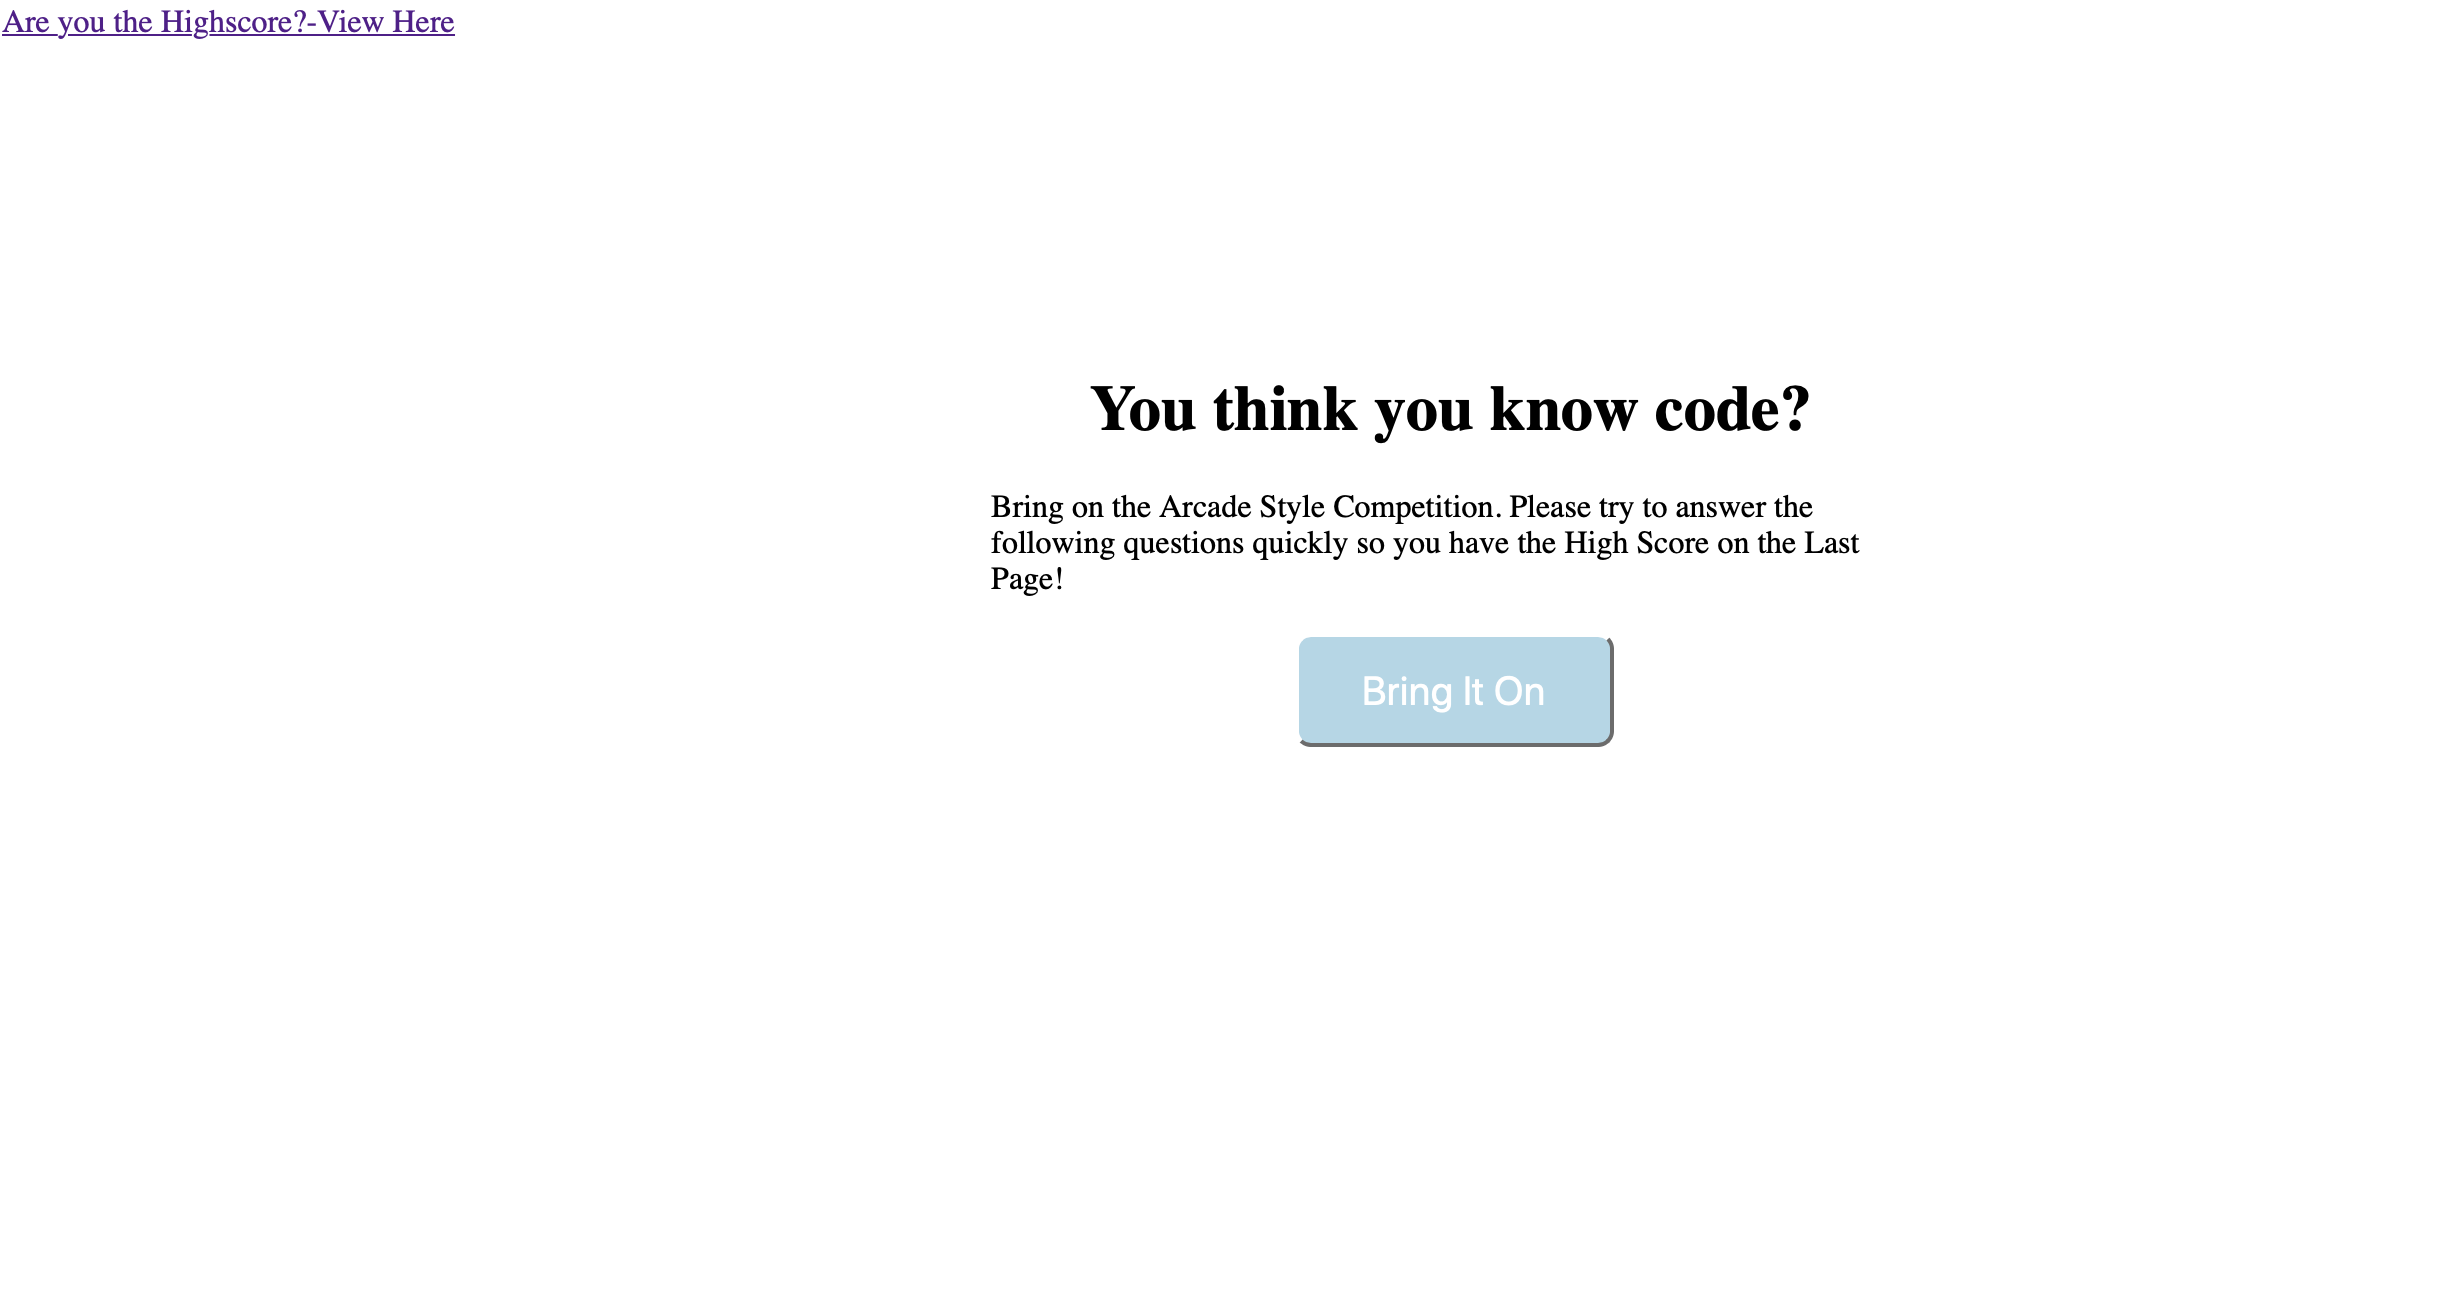 Are you the Highscore?-View Here
You think you know code?
Bring on the Arcade Style Competition. Please try to answer the
following questions quickly so you have the High Score on the Last
Page!
Bring It On